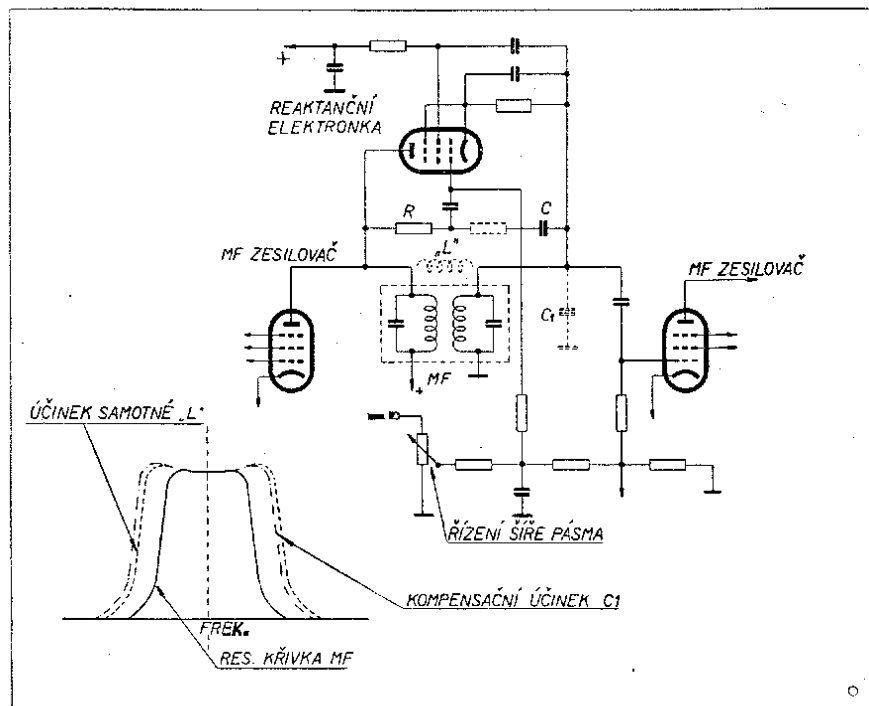 +
REAKTANČNÍ
ELEKTRONKA
R
C
MF ZESILOVAČ
„L"
MF ZESILOVAČ
C1
MF
+
ÚČINEK SAMOTNÉ „L"
ŘÍZENÍ ŠÍŘE PÁSMA
KOMPENSAČNÍ ÚČINEK C1
FREK.
RES. KŘIVKA MF